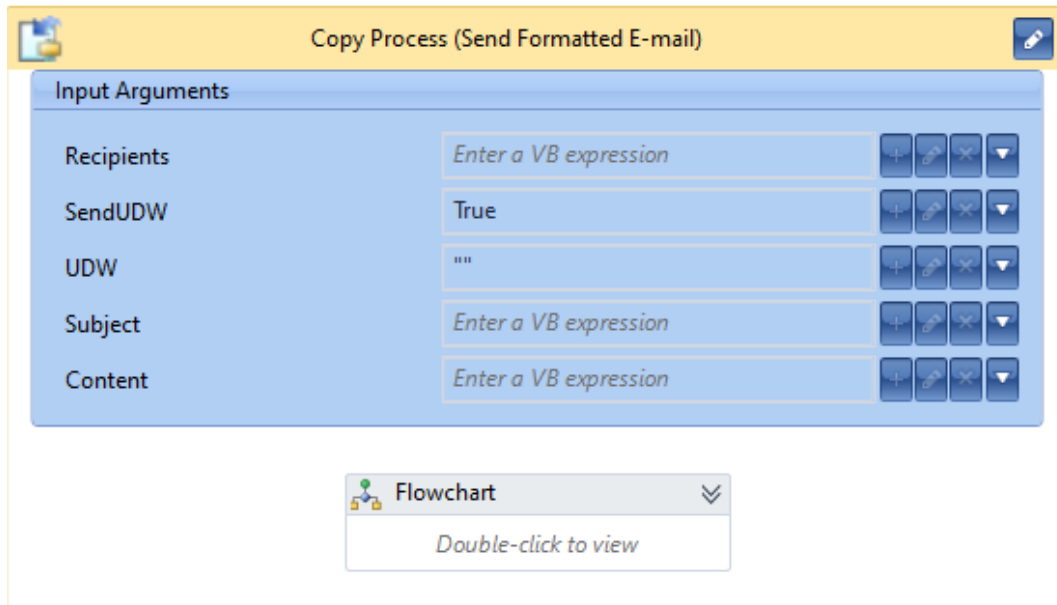 Copy Process (Send Formatted E-mail)
Input Arguments
Recipients Enter a VB expression
SendUDW True
UDW ""
Subject Enter a VB expression
Content Enter a VB expression
Flowchart
Double-click to view